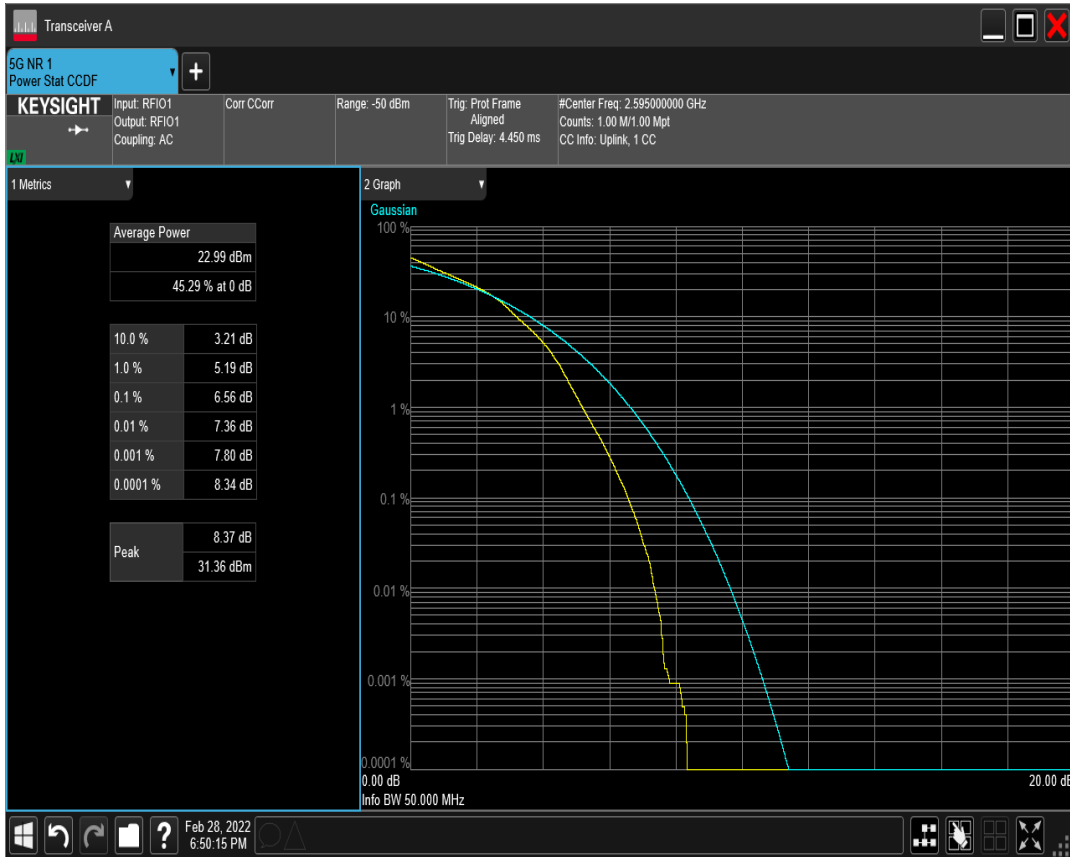 Transceiver A
5G NR 1
Power Stat CCDF
+
KEYSIGHT
LXI
Input: RFIO1
Output: RFIO1
Coupling: AC
Corr CCorr
Range: -50 dBm
Trig: Prot Frame
Aligned
Trig Delay: 4.450 ms
#Center Freq: 2.595000000 GHz
Counts: 1.00 M/1.00 Mpt
CC Info: Uplink, 1 CC
1 Metrics
Average Power
22.99 dBm
45.29 % at 0 dB
10.0 % 3.21 dB
1.0 % 5.19 dB
0.1 % 6.56 dB
0.01 % 7.36 dB
0.001 % 7.80 dB
0.0001 % 8.34 dB
Peak 8.37 dB
31.36 dBm
2 Graph
Gaussian
100 %
10 %
1 %
0.1 %
0.01 %
0.001 %
0.0001 %
0.00 dB 20.00 dB
Info BW 50.000 MHz
?
Feb 28, 2022
6:50:15 PM